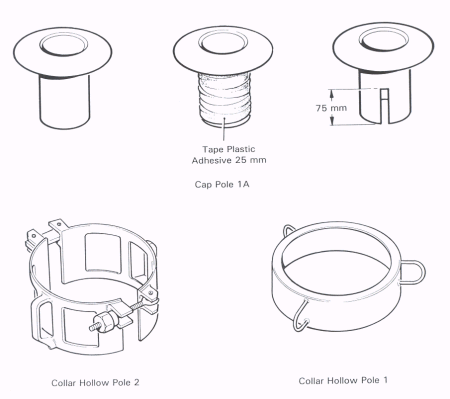 75 mm
Tape Plastic
Adhesive 25 mm
Cap Pole 1A
Collar Hollow Pole 2
Collar Hollow Pole 1